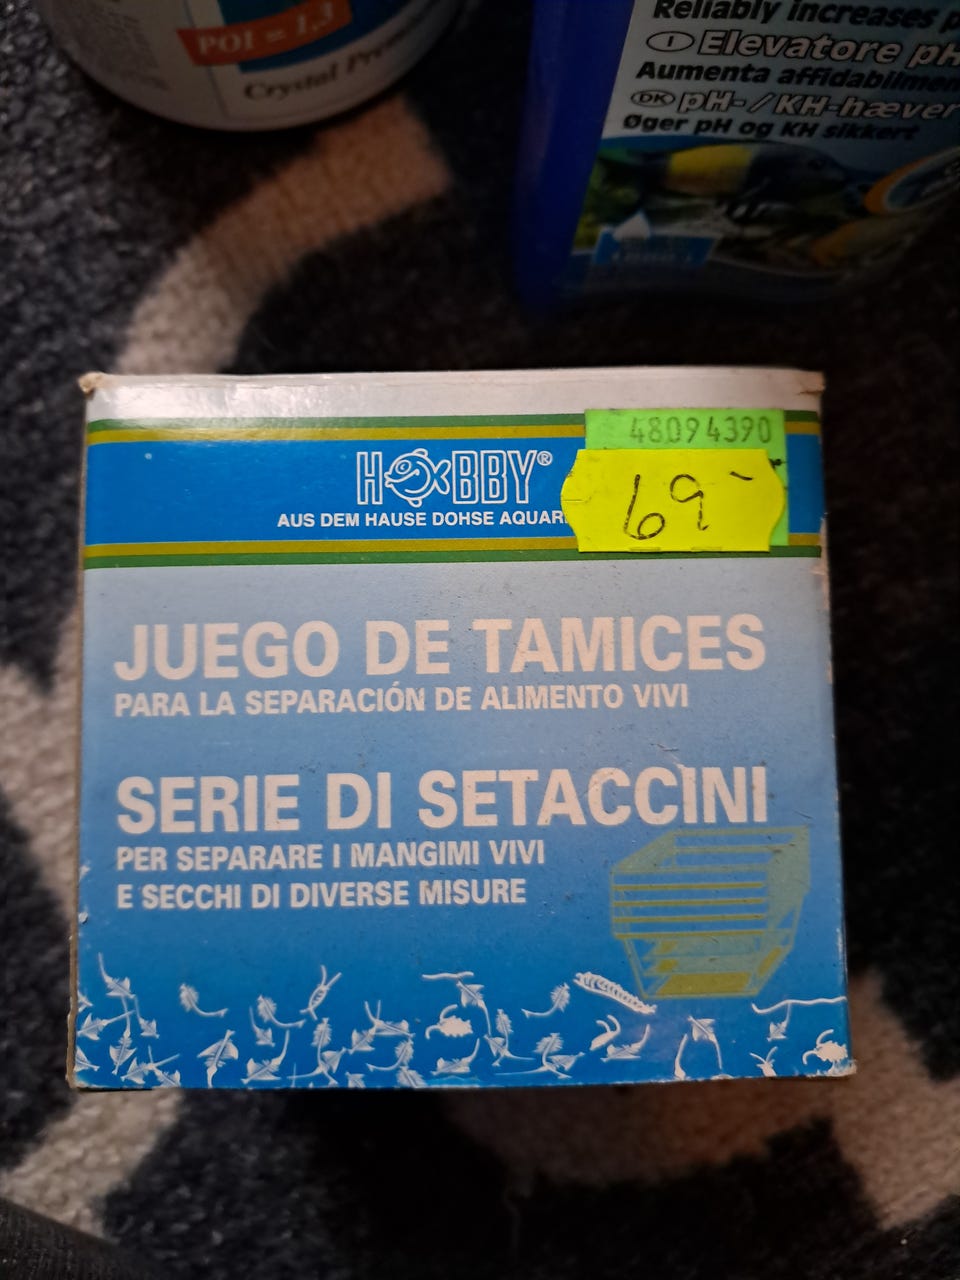 POI = 1,3
Crystal
Reliably increases
I Elevatore pH
Aumenta
DK pH-/KH-hæver
Øger pH og KH sikkert
48094390
69
HOBBY®
AUS DEM HAUSE DOHSE
JUEGO DE TAMICES
PARA LA SEPARACIÓN DE ALIMENTO VIVI
SERIE DI SETACCINI
PER SEPARARE I MANGIMI VIVI
E SECCHI DI DIVERSE MISURE